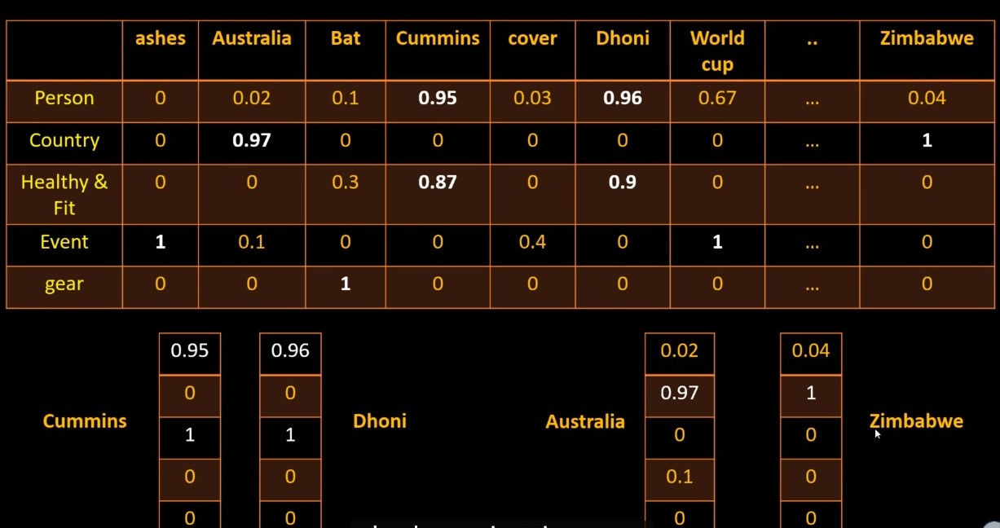 ashes Australia Bat Cummins cover Dhoni World cup .. Zimbabwe
Person 0 0.02 0.1 0.95 0.03 0.96 0.67 ... 0.04
Country 0 0.97 0 0 0 0 0 ... 1
Healthy & Fit 0 0 0.3 0.87 0 0.9 0 ... 0
Event 1 0.1 0 0 0.4 0 1 ... 0
gear 0 0 1 0 0 0 0 ... 0
0.95 0.96 0.02 0.04
0 0 0.97 1
Cummins 1 1 Dhoni Australia 0 0 Zimbabwe
0 0 0.1 0
0 0 0 0